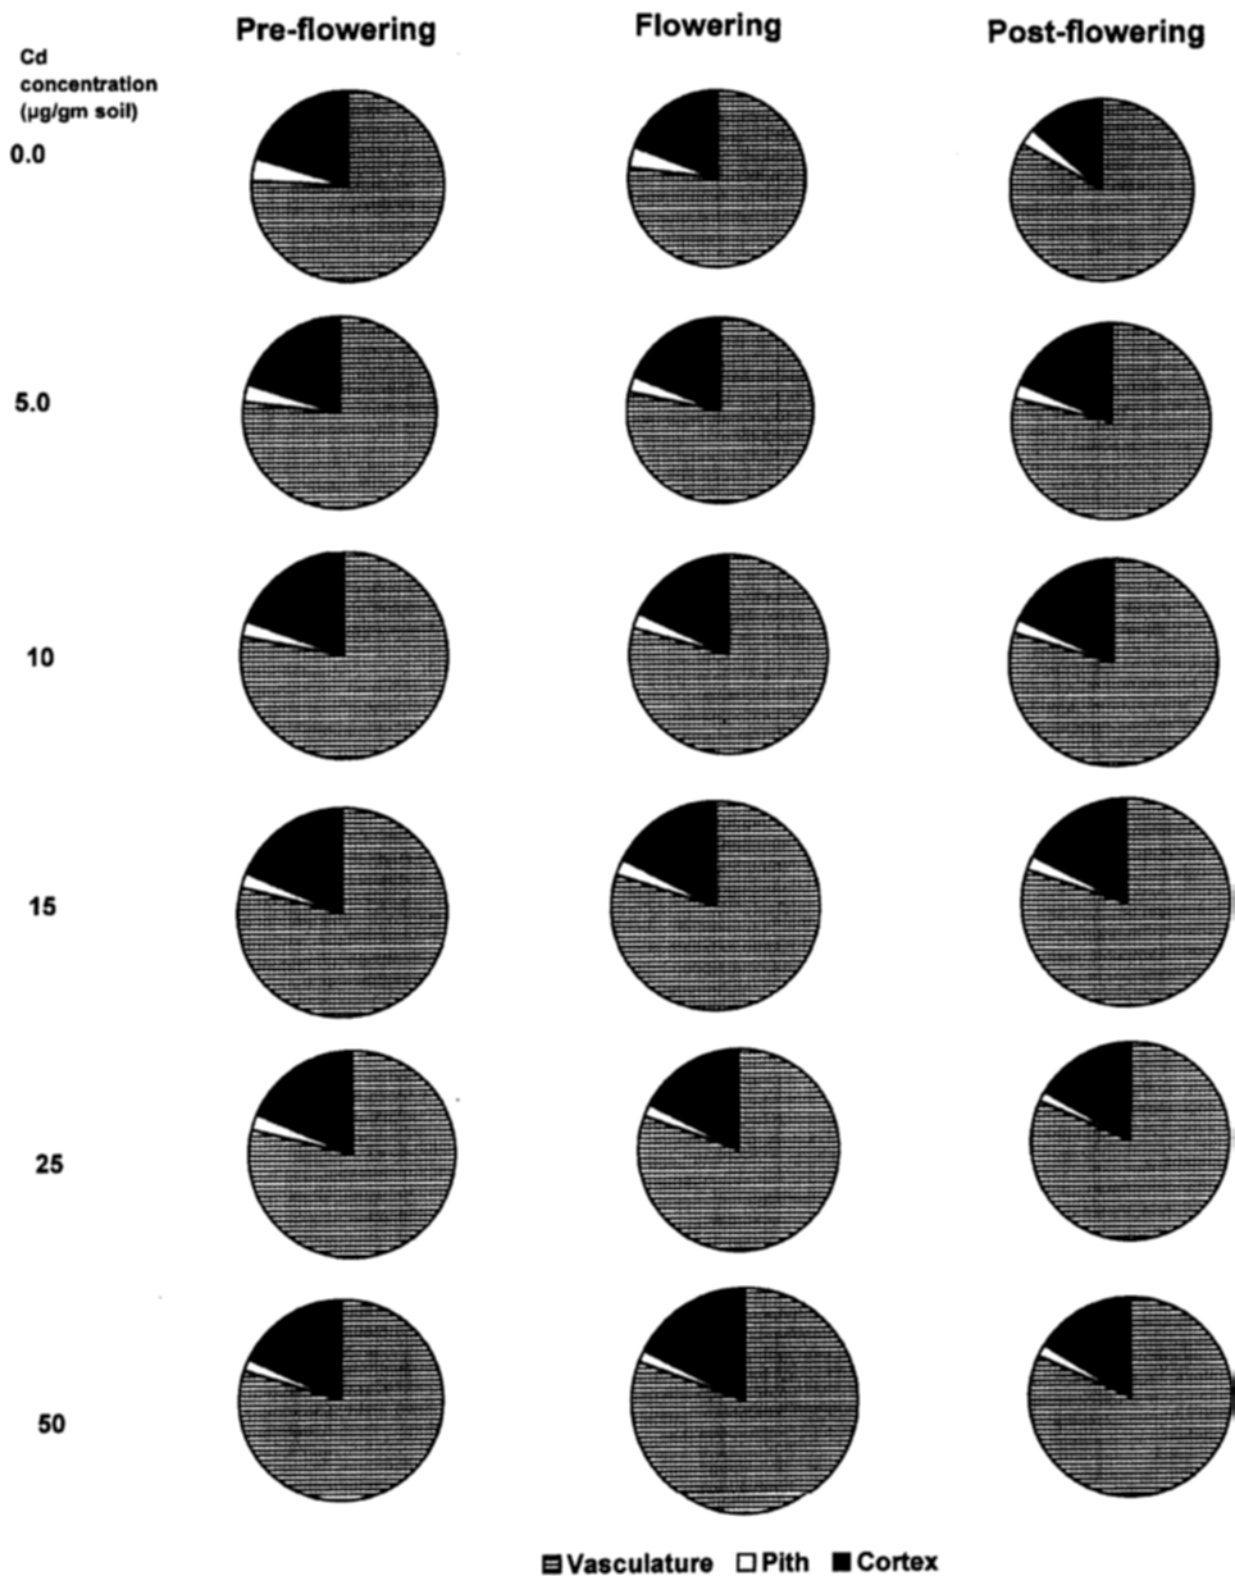 Pre-flowering
Flowering
Post-flowering
Cd
concentration
(µg/gm soil)
0.0
5.0
10
15
25
50
Vasculature
Pith
Cortex